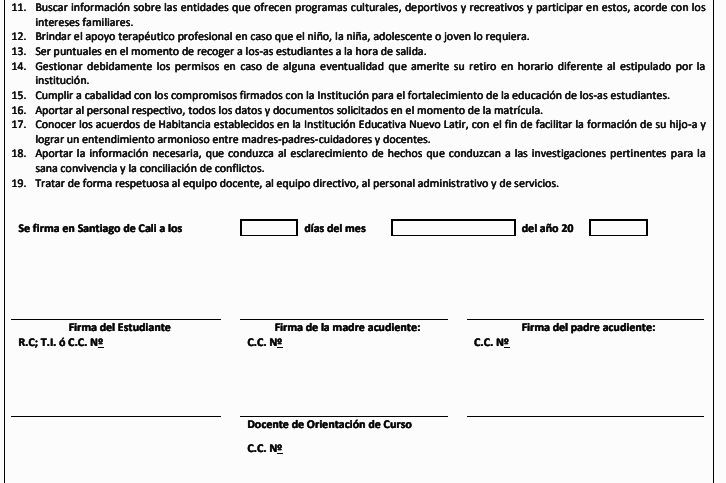 11. Buscar información sobre las entidades que ofrecen programas culturales, deportivos y recreativos y participar en estos, acorde con los
intereses familiares.
12. Brindar el apoyo terapéutico profesional en caso que el niño, la niña, adolescente o joven lo requiera.
13. Ser puntuales en el momento de recoger a los-as estudiantes a la hora de salida.
14. Gestionar debidamente los permisos en caso de alguna eventualidad que amerite su retiro en horario diferente al estipulado por la
institución.
15. Cumplir a cabalidad con los compromisos firmados con la Institución para el fortalecimiento de la educación de los-as estudiantes.
16. Aportar al personal respectivo, todos los datos y documentos solicitados en el momento de la matrícula.
17. Conocer los acuerdos de Habitancia establecidos en la Institución Educativa Nuevo Latir, con el fin de facilitar la formación de su hijo-a y
lograr un entendimiento armonioso entre madres-padres-cuidadores y docentes.
18. Aportar la información necesaria, que conduzca al esclarecimiento de hechos que conduzcan a las investigaciones pertinentes para la
sana convivencia y la conciliación de conflictos.
19. Tratar de forma respetuosa al equipo docente, al equipo directivo, al personal administrativo y de servicios.
Se firma en Santiago de Cali a los días del mes del año 20
Firma del Estudiante Firma de la madre acudiente: Firma del padre acudiente:
R.C; T.I. ó C.C. Nº C.C. Nº C.C. Nº
Docente de Orientación de Curso
C.C. Nº